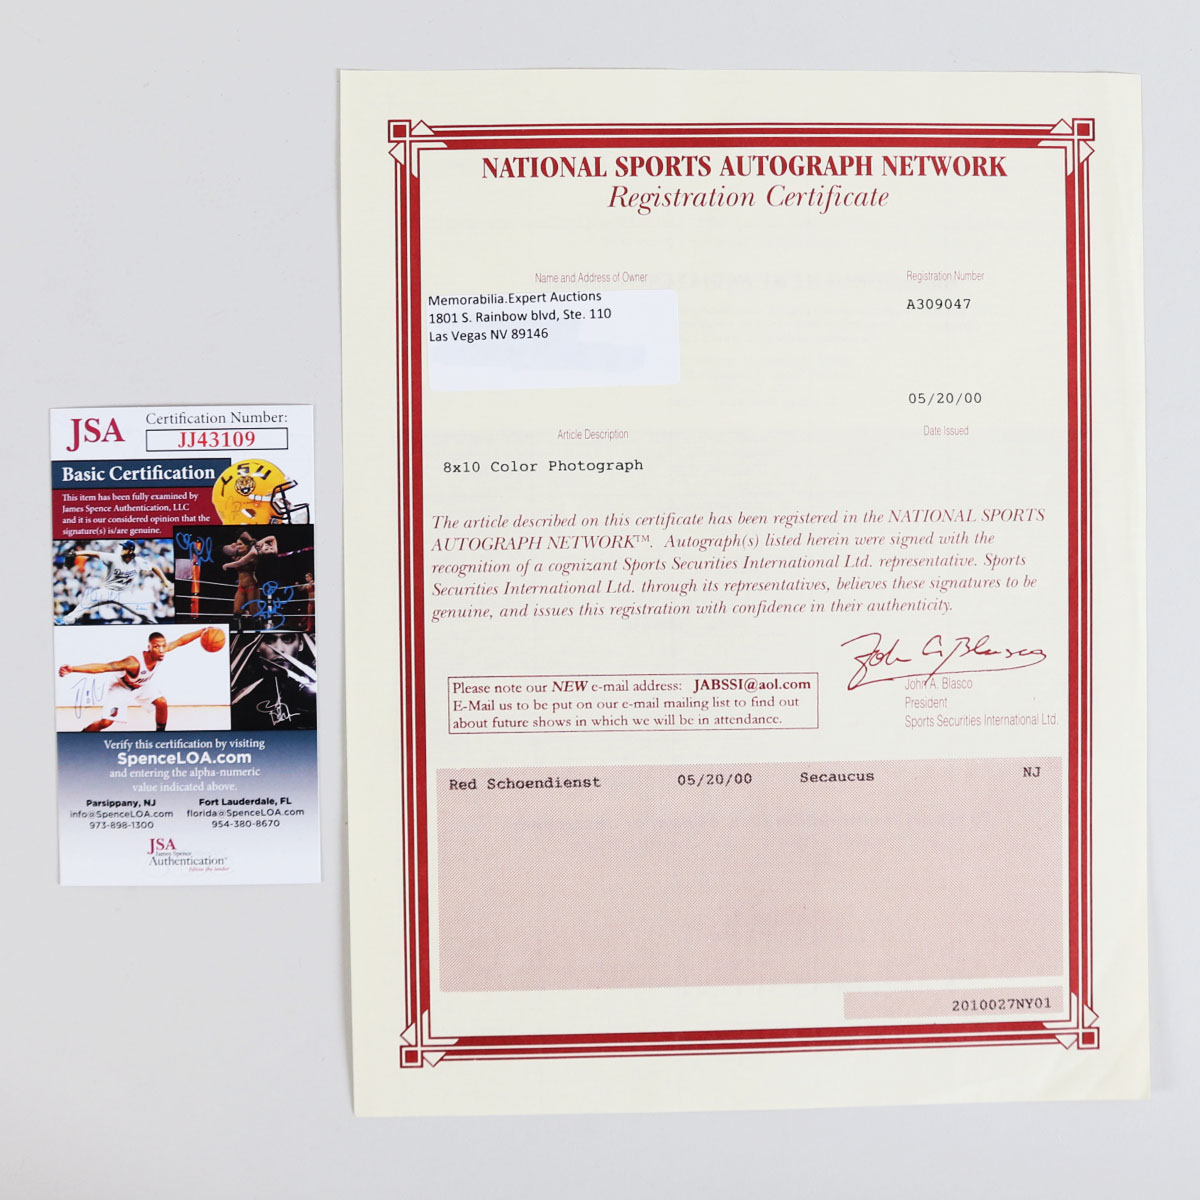 JSA
Certification Number:
JJ43109
Basic Certification
This item has been fully examined by
James Spence Authentication, LLC
and it is our considered opinion that the
signature(s) is/are genuine.
LSU
Verify this certification by visiting
SpenceLOA.com
and entering the alpha-numeric
value indicated above.
Parsippany, NJ
info@SpenceLOA.com
973-898-1300
Fort Lauderdale, FL
florida@SpenceLOA.com
954-380-8670
JSA
James Spence
Authentication
Follow the leader
NATIONAL SPORTS AUTOGRAPH NETWORK
Registration Certificate
Name and Address of Owner
Memorabilia.Expert Auctions
1801 S. Rainbow blvd, Ste. 110
Las Vegas NV 89146
Registration Number
A309047
05/20/00
Date Issued
Article Description
8x10 Color Photograph
The article described on this certificate has been registered in the NATIONAL SPORTS
AUTOGRAPH NETWORK™. Autograph(s) listed herein were signed with the
recognition of a cognizant Sports Securities International Ltd. representative. Sports
Securities International Ltd. through its representatives, believes these signatures to be
genuine, and issues this registration with confidence in their authenticity.
John A. Blasco
John A. Blasco
President
Sports Securities International Ltd.
Please note our NEW e-mail address: JABSSI@aol.com
E-Mail us to be put on our e-mail mailing list to find out
about future shows in which we will be in attendance.
Red Schoendienst 05/20/00 Secaucus NJ
2010027NY01